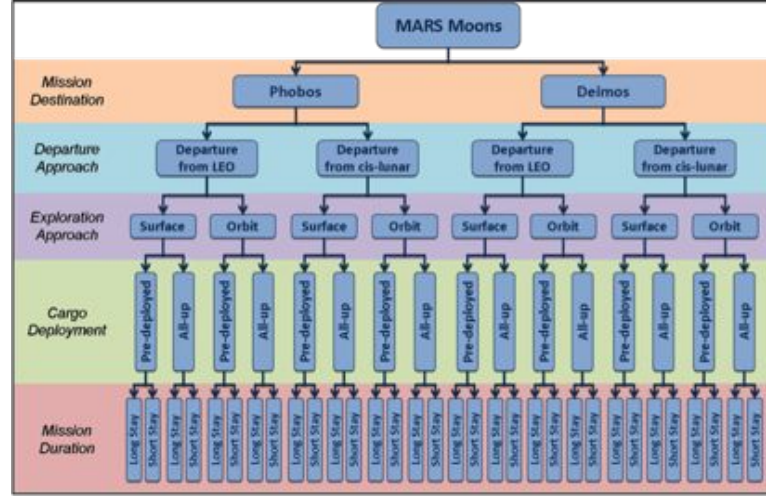 MARS Moons
Mission
Destination
Phobos
Deimos
Departure
Approach
Departure
from LEO
Departure
from cis-lunar
Departure
from LEO
Departure
from cis-lunar
Exploration
Approach
Surface
Orbit
Surface
Orbit
Surface
Orbit
Surface
Orbit
Cargo
Deployment
Pre-deployed
All-up
Pre-deployed
All-up
Pre-deployed
All-up
Pre-deployed
All-up
Pre-deployed
All-up
Pre-deployed
All-up
Pre-deployed
All-up
Pre-deployed
All-up
Mission
Duration
Long Stay
Short Stay
Long Stay
Short Stay
Long Stay
Short Stay
Long Stay
Short Stay
Long Stay
Short Stay
Long Stay
Short Stay
Long Stay
Short Stay
Long Stay
Short Stay
Long Stay
Short Stay
Long Stay
Short Stay
Long Stay
Short Stay
Long Stay
Short Stay
Long Stay
Short Stay
Long Stay
Short Stay
Long Stay
Short Stay
Long Stay
Short Stay